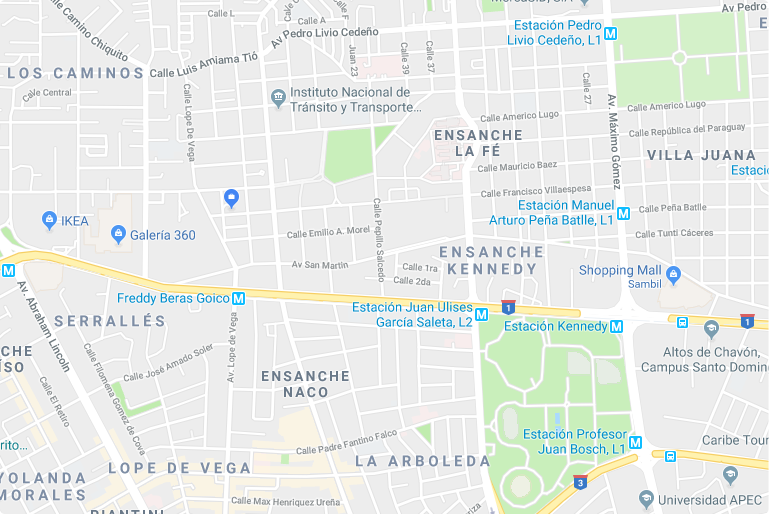 Calle L
Calle A
Calle F
Estación Pedro
Livio Cedeño, L1
Av Pedro
Av Pedro Livio Cedeño
Calle Camino Chiquito
Calle Luis Amiama Tió
Juan 23
Calle 39
Calle 37
LOS CAMINOS
Calle Central
Calle Lope De Vega
Instituto Nacional de
Tránsito y Transporte...
Calle 27
Av. Máximo Gómez
Calle Americo Lugo
Calle Americo Lugo
Calle República del Paraguay
ENSANCHE
LA FÉ
Calle Mauricio Baez
VILLA JUANA
Estació
Calle Francisco Villaespesa
Estación Manuel
Arturo Peña Batlle, L1
Calle Peña Batlle
IKEA
Galería 360
Calle Emilio A. Morel
Calle Pepillo Salcedo
Calle Tunti Cáceres
ENSANCHE
KENNEDY
Av San Martín
Calle 1ra
Calle 2da
Shopping Mall
Sambil
Freddy Beras Goico
Estación Juan Ulises
García Saleta, L2
1
Estación Kennedy
1
SERRALLÉS
Av. Abraham Lincoln
Av. Lope de Vega
Altos de Chavón,
Campus Santo Doming
CHE
ÍSO
Calle José Amado Soler
Calle El Retiro
Calle Filomena Gomez de Cova
ENSANCHE
NACO
Estación Profesor
Juan Bosch, L1
Caribe Tour
Calle Padre Fantino Falco
rito...
YOLANDA
MORALES
LOPE DE VEGA
LA ARBOLEDA
3
Calle Max Henriquez Ureña
Universidad APEC
PIANTINI